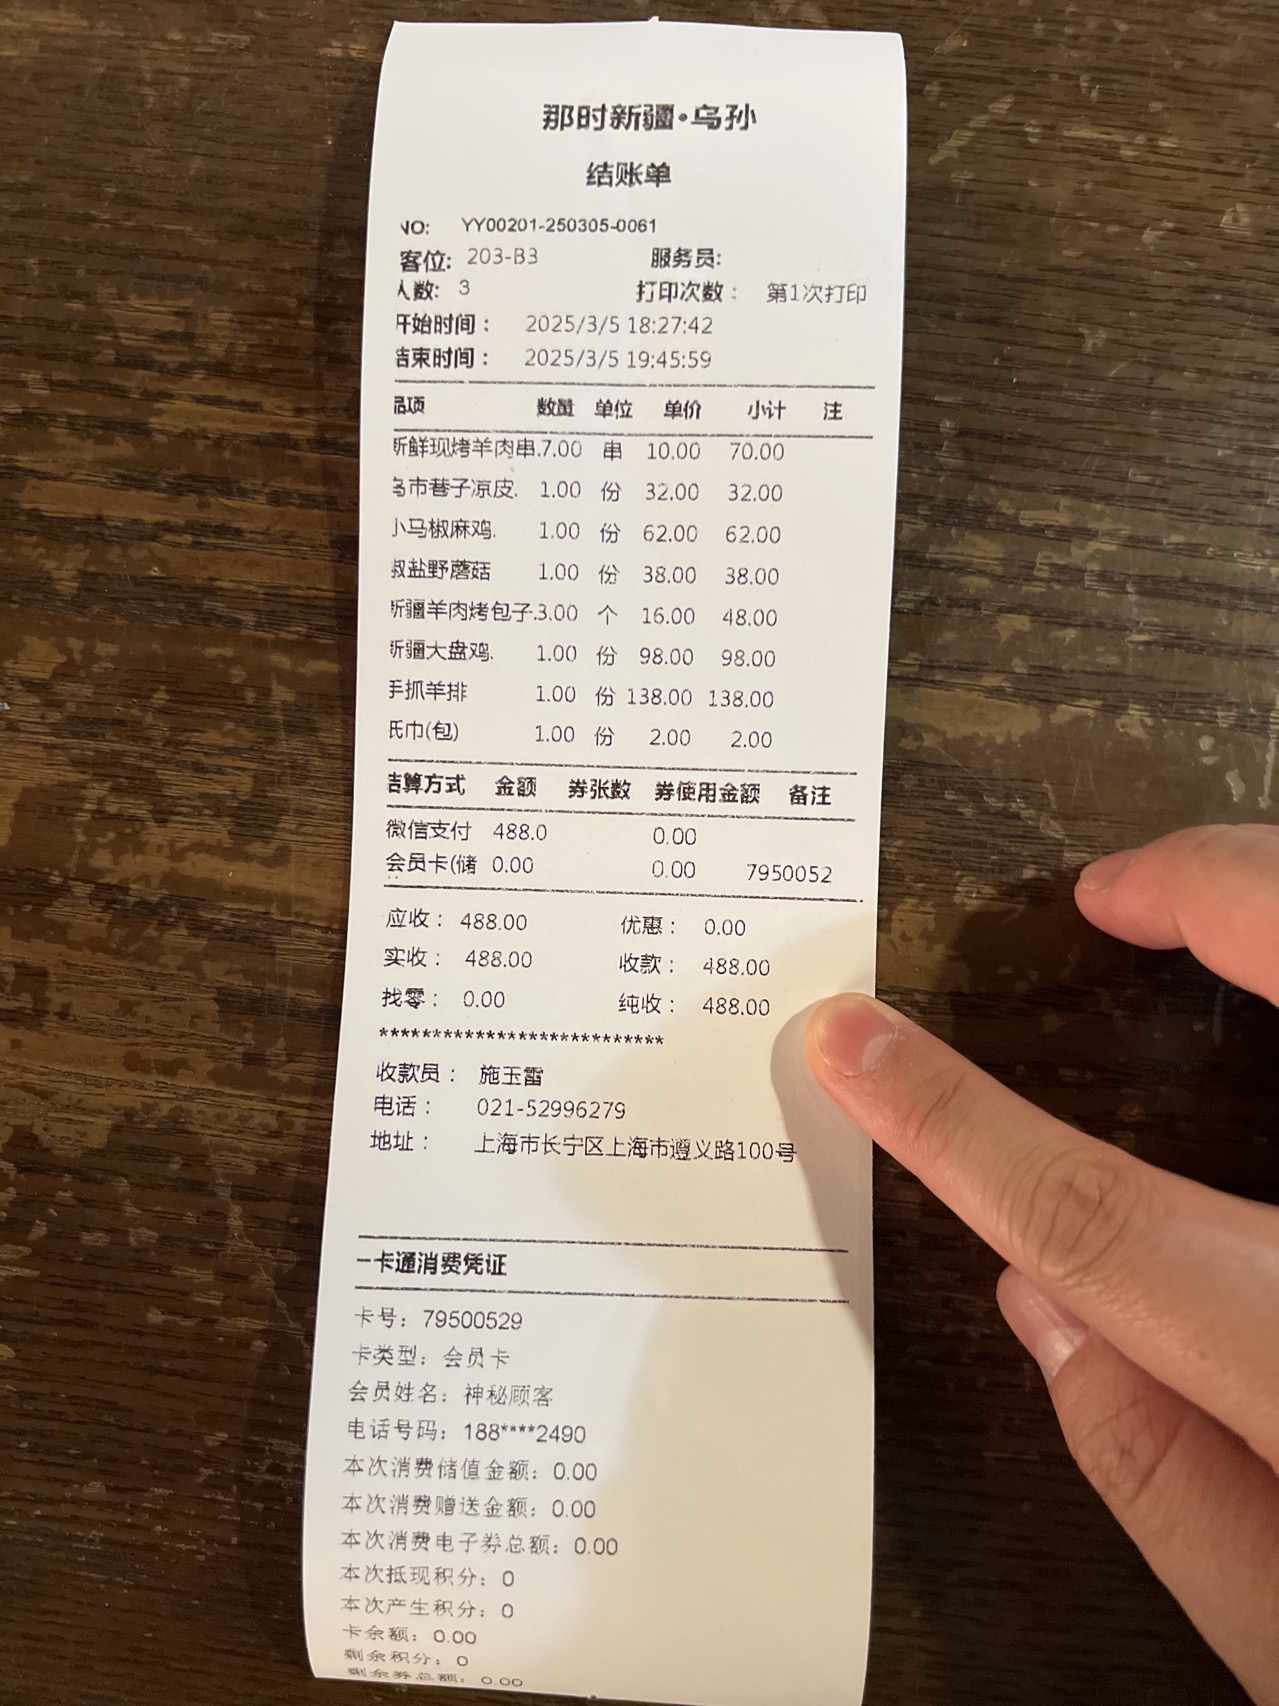 那时新疆•乌孙
结账单
NO: YY00201-250305-0061
客位: 203-B3 服务员:
人数: 3 打印次数： 第1次打印
开始时间： 2025/3/5 18:27:42
结束时间： 2025/3/5 19:45:59
品项 数量 单位 单价 小计 注
新鲜现烤羊肉串.7.00 串 10.00 70.00
乌市巷子凉皮. 1.00 份 32.00 32.00
小马椒麻鸡. 1.00 份 62.00 62.00
椒盐野蘑菇 1.00 份 38.00 38.00
新疆羊肉烤包子.3.00 个 16.00 48.00
新疆大盘鸡. 1.00 份 98.00 98.00
手抓羊排 1.00 份 138.00 138.00
纸巾(包) 1.00 份 2.00 2.00
结算方式 金额 券张数 券使用金额 备注
微信支付 488.0 0.00
会员卡(储 0.00 0.00 7950052
应收： 488.00 优惠： 0.00
实收： 488.00 收款： 488.00
找零： 0.00 纯收： 488.00
***************************
收款员： 施玉雷
电话： 021-52996279
地址： 上海市长宁区上海市遵义路100号
一卡通消费凭证
卡号：79500529
卡类型：会员卡
会员姓名：神秘顾客
电话号码：188****2490
本次消费储值金额：0.00
本次消费赠送金额：0.00
本次消费电子券总额：0.00
本次抵现积分：0
本次产生积分：0
卡余额：0.00
剩余积分：0
剩余券总额：0.00